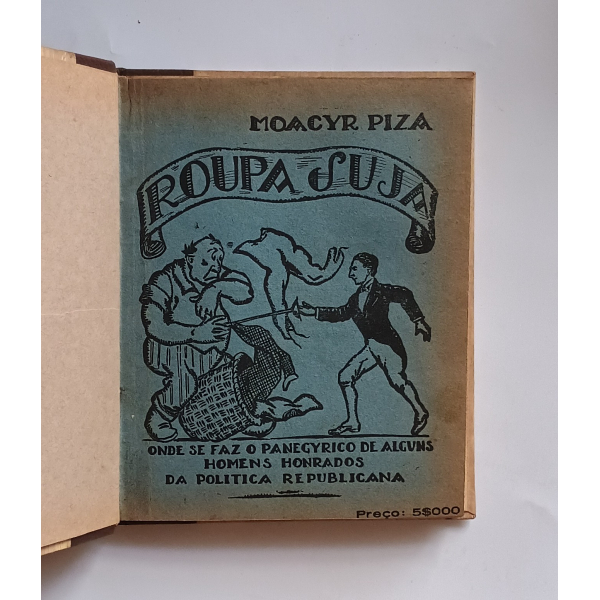 MOACYR PIZA
ROUPA SUJA
ONDE SE FAZ O PANEGYRICO DE ALGUNS
HOMENS HONRADOS
DA POLITICA REPUBLICANA
Preço: 5$000